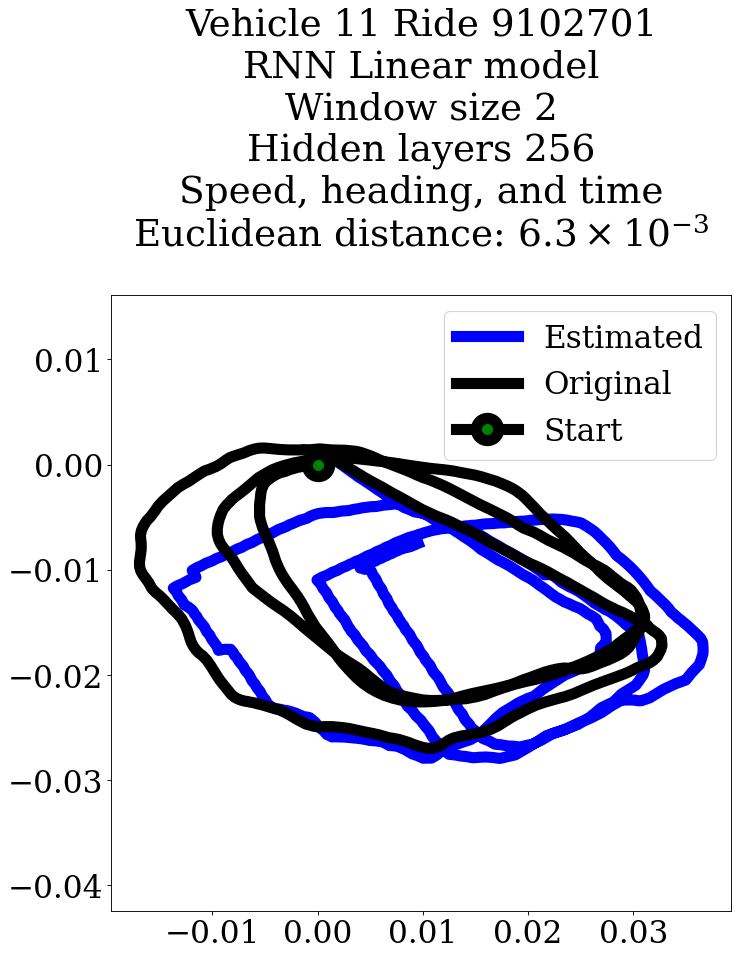 Vehicle 11 Ride 9102701
RNN Linear model
Window size 2
Hidden layers 256
Speed, heading, and time
Euclidean distance: 6.3 × 10⁻³
Estimated
Original
Start
0.01
0.00
−0.01
−0.02
−0.03
−0.04
−0.01 0.00 0.01 0.02 0.03